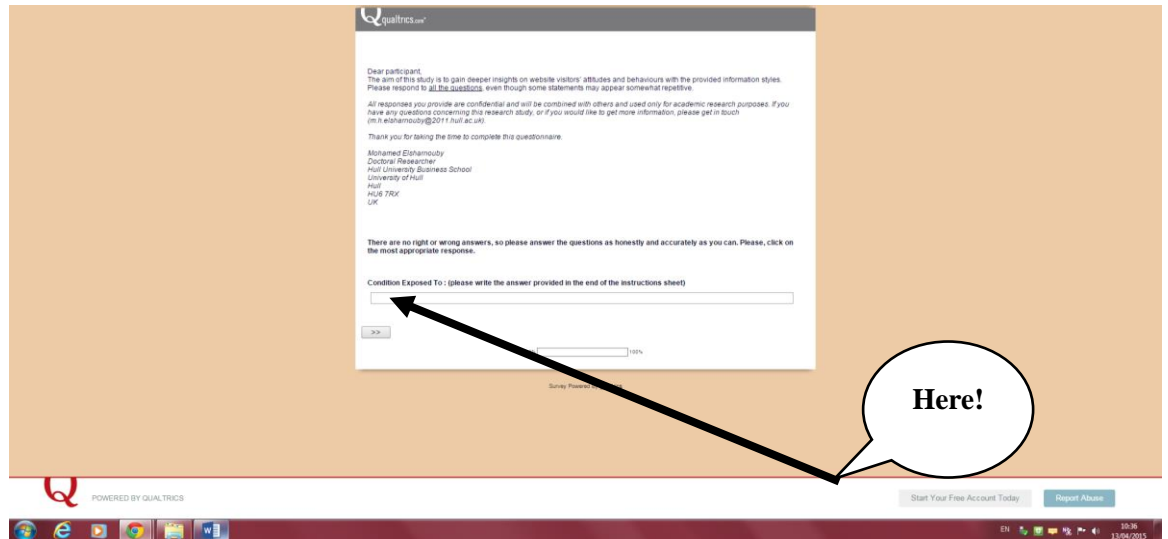 qualtrics.com
Dear participant,
The aim of this study is to gain deeper insights on website visitors' attitudes and behaviours with the provided information styles.
Please respond to all the questions, even though some statements may appear somewhat repetitive.
All responses you provide are confidential and will be combined with others and used only for academic research purposes. If you
have any questions concerning this research study, or if you would like to get more information, please get in touch
(m.h.elsharnouby@2011.hull.ac.uk).
Thank you for taking the time to complete this questionnaire.
Mohamed Elsharnouby
Doctoral Researcher
Hull University Business School
University of Hull
Hull
HU6 7RX
UK
There are no right or wrong answers, so please answer the questions as honestly and accurately as you can. Please, click on
the most appropriate response.
Condition Exposed To : (please write the answer provided in the end of the instructions sheet)
>>
100%
Survey Powered By
Here!
POWERED BY QUALTRICS
Start Your Free Account Today
Report Abuse
EN
10:36
13/04/2015